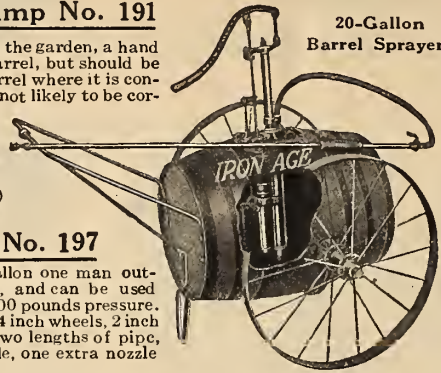 mp No. 191
the garden, a hand
arrel, but should be
rrel where it is con-
not likely to be cor-
20-Gallon
Barrel Sprayer
IRON AGE
No. 197
allon one man out-
, and can be used
00 pounds pressure.
4 inch wheels, 2 inch
two lengths of pipe,
le, one extra nozzle